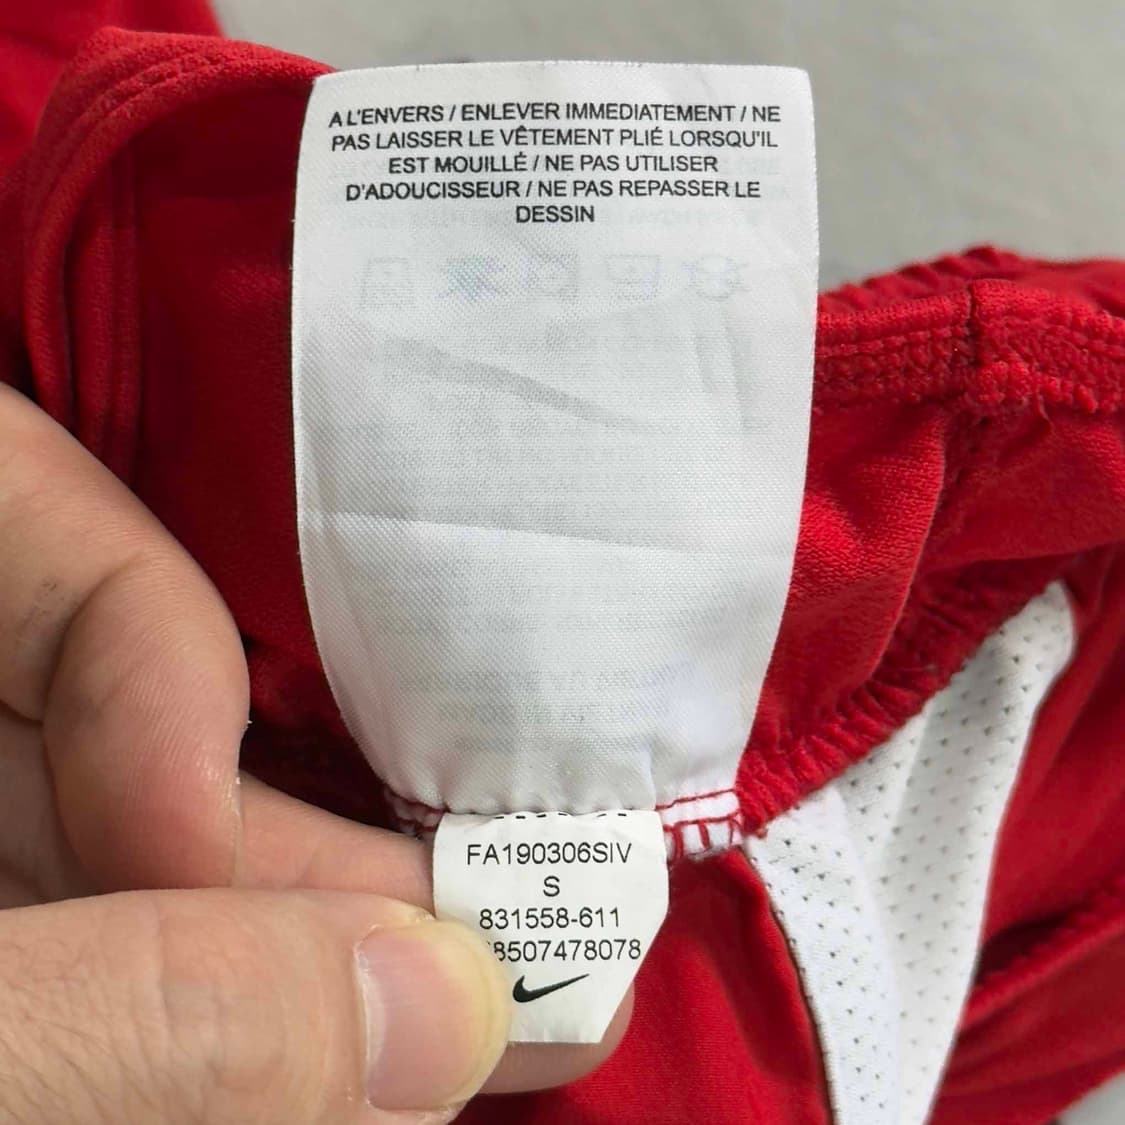 A L'ENVERS / ENLEVER IMMEDIATEMENT / NE
PAS LAISSER LE VÊTEMENT PLIÉ LORSQU'IL
EST MOUILLÉ / NE PAS UTILISER
D'ADOUCISSEUR / NE PAS REPASSER LE
DESSIN
FA190306SIV
S
831558-611
8507478078